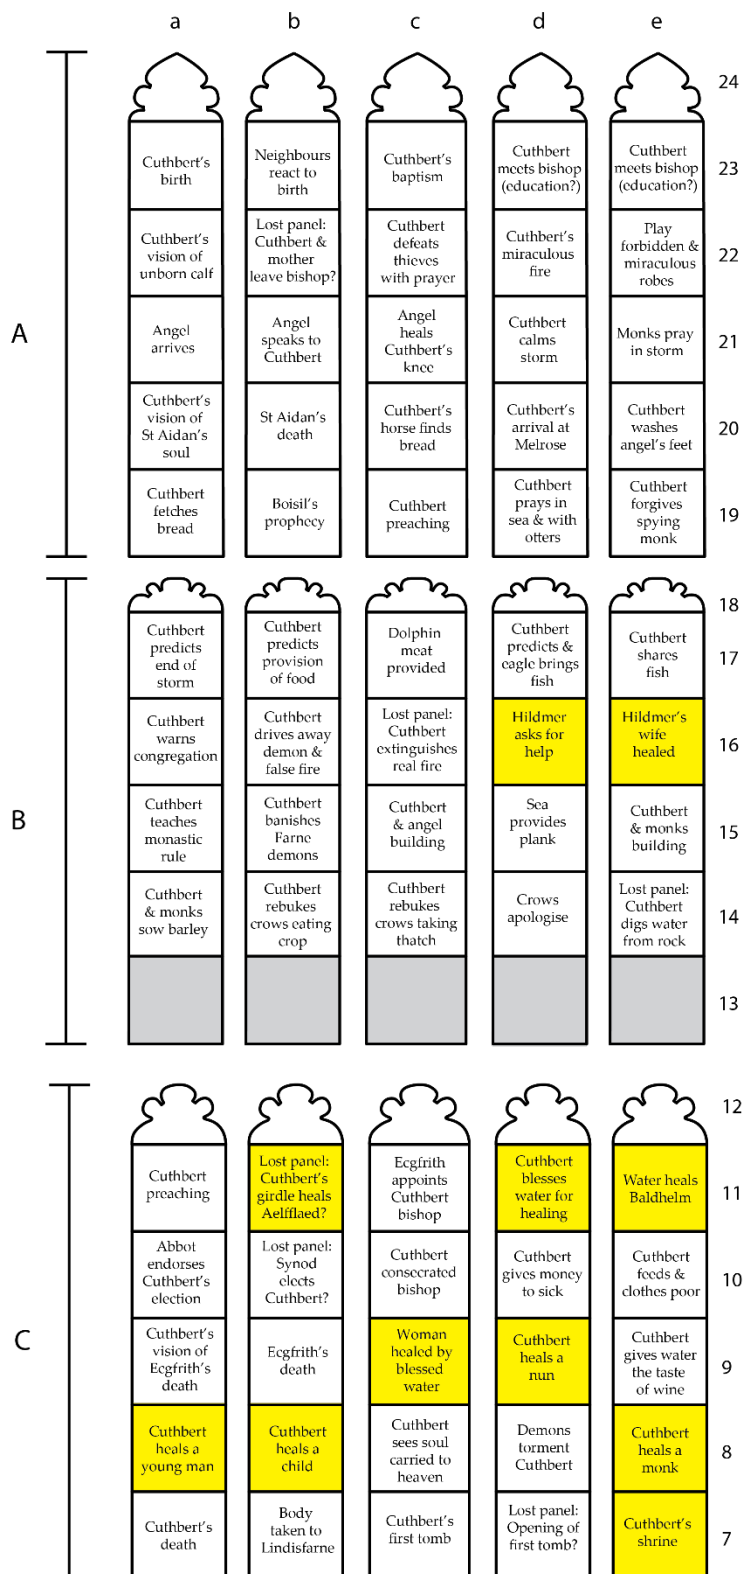 a b c d e
24
A
Cuthbert's
birth
Neighbours
react to
birth
Cuthbert's
baptism
Cuthbert
meets bishop
(education?)
Cuthbert
meets bishop
(education?)
23
Cuthbert's
vision of
unborn calf
Lost panel:
Cuthbert &
mother
leave bishop?
Cuthbert
defeats
thieves
with prayer
Cuthbert's
miraculous
fire
Play
forbidden &
miraculous
robes
22
Angel
arrives
Angel
speaks to
Cuthbert
Angel
heals
Cuthbert's
knee
Cuthbert
calms
storm
Monks pray
in storm
21
Cuthbert's
vision of
St Aidan's
soul
St Aidan's
death
Cuthbert's
horse finds
bread
Cuthbert's
arrival at
Melrose
Cuthbert
washes
angel's feet
20
Cuthbert
fetches
bread
Boisil's
prophecy
Cuthbert
preaching
Cuthbert
prays in
sea & with
otters
Cuthbert
forgives
spying
monk
19
18
B
Cuthbert
predicts
end of
storm
Cuthbert
predicts
provision
of food
Dolphin
meat
provided
Cuthbert
predicts &
eagle brings
fish
Cuthbert
shares
fish
17
Cuthbert
warns
congregation
Cuthbert
drives away
demon &
false fire
Lost panel:
Cuthbert
extinguishes
real fire
Hildmer
asks for
help
Hildmer's
wife
healed
16
Cuthbert
teaches
monastic
rule
Cuthbert
banishes
Farne
demons
Cuthbert
& angel
building
Sea
provides
plank
Cuthbert
& monks
building
15
Cuthbert
& monks
sow barley
Cuthbert
rebukes
crows eating
crop
Cuthbert
rebukes
crows taking
thatch
Crows
apologise
Lost panel:
Cuthbert
digs water
from rock
14
13
12
C
Cuthbert
preaching
Lost panel:
Cuthbert's
girdle heals
Aelfflaed?
Ecgfrith
appoints
Cuthbert
bishop
Cuthbert
blesses
water for
healing
Water heals
Baldhelm
11
Abbot
endorses
Cuthbert's
election
Lost panel:
Synod
elects
Cuthbert?
Cuthbert
consecrated
bishop
Cuthbert
gives money
to sick
Cuthbert
feeds &
clothes poor
10
Cuthbert's
vision of
Ecgfrith's
death
Ecgfrith's
death
Woman
healed by
blessed
water
Cuthbert
heals a
nun
Cuthbert
gives water
the taste
of wine
9
Cuthbert
heals a
young man
Cuthbert
heals a
child
Cuthbert
sees soul
carried to
heaven
Demons
torment
Cuthbert
Cuthbert
heals a
monk
8
Cuthbert's
death
Body
taken to
Lindisfarne
Cuthbert's
first tomb
Lost panel:
Opening of
first tomb?
Cuthbert's
shrine
7